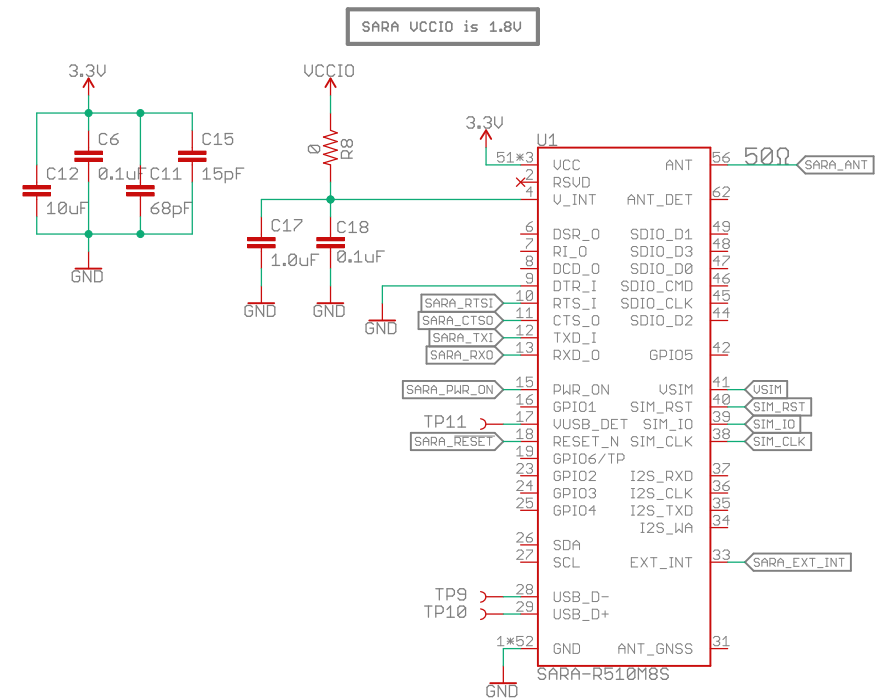 SARA VCCIO is 1.8V
3.3V
VCCIO
3.3V
U1
C6
0.1uF
C15
15pF
C12
10uF
C11
68pF
GND
0
R8
C17
1.0uF
C18
0.1uF
GND
GND
GND
51*3 VCC
2 RSVD
4 V_INT
6 DSR_O
7 RI_O
8 DCD_O
9 DTR_I
SARA_RTSI 10 RTS_I
SARA_CTSO 11 CTS_O
SARA_TXI 12 TXD_I
SARA_RXO 13 RXD_O
SARA_PWR_ON 15 PWR_ON
16 GPIO1
TP11 17 VUSB_DET
SARA_RESET 18 RESET_N
19 GPIO6/TP
23 GPIO2
24 GPIO3
25 GPIO4
26 SDA
27 SCL
TP9 28 USB_D-
TP10 29 USB_D+
1*52 GND
GND
ANT 56 50Ω SARA_ANT
ANT_DET 62
SDIO_D1 49
SDIO_D3 48
SDIO_D0 47
SDIO_CMD 46
SDIO_CLK 45
SDIO_D2 44
GPIO5 42
VSIM 41 VSIM
SIM_RST 40 SIM_RST
SIM_IO 39 SIM_IO
SIM_CLK 38 SIM_CLK
I2S_RXD 37
I2S_CLK 36
I2S_TXD 35
I2S_WA 34
EXT_INT 33 SARA_EXT_INT
ANT_GNSS 31
SARA-R510M8S